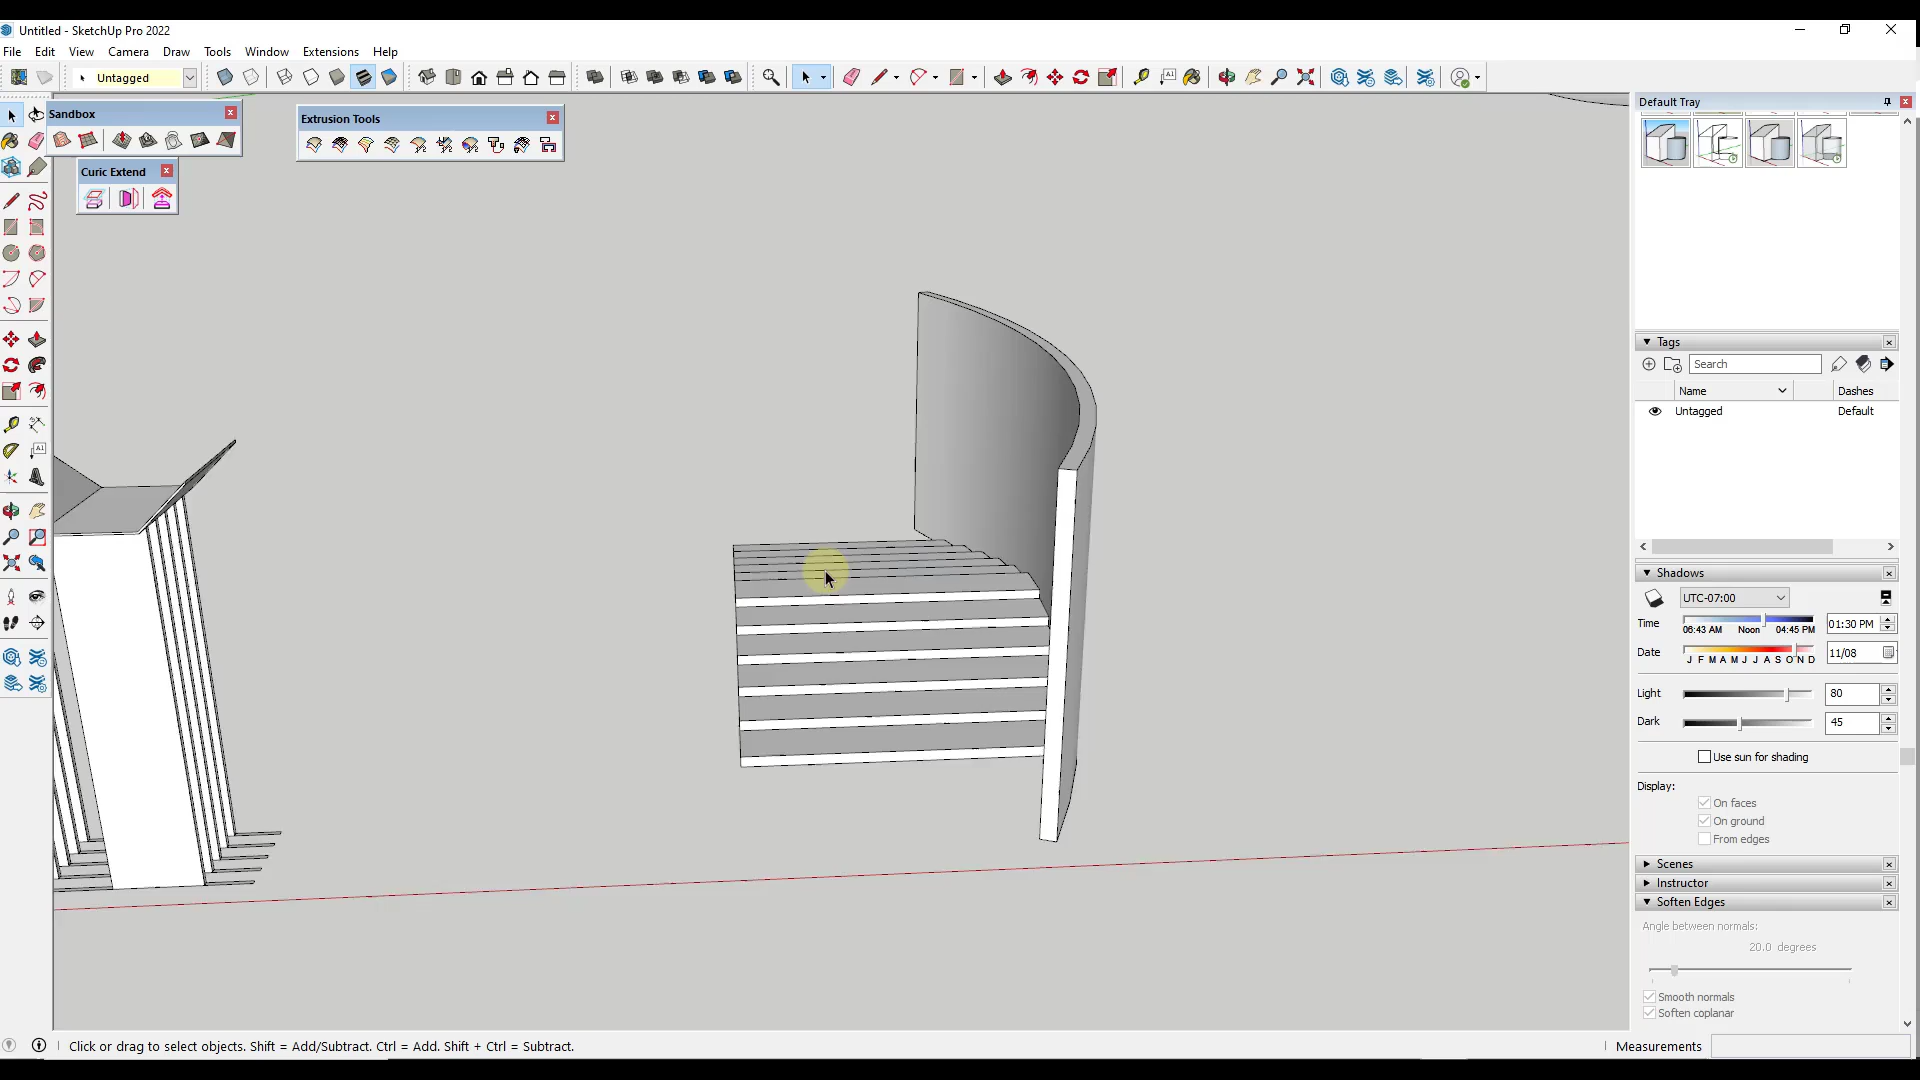 Untitled - SketchUp Pro 2022
File Edit View Camera Draw Tools Window Extensions Help
Untagged
Default Tray
Sandbox
Extrusion Tools
Curic Extend
A1
A1
Tags
Search
Name Dashes
Untagged Default
Shadows
UTC-07:00
Time 06:43 AM Noon 04:45 PM 01:30 PM
Date J F M A M J J A S O N D 11/08
Light 80
Dark 45
Use sun for shading
Display:
On faces
On ground
From edges
Scenes
Instructor
Soften Edges
Angle between normals:
20.0 degrees
Smooth normals
Soften coplanar
Click or drag to select objects. Shift = Add/Subtract. Ctrl = Add. Shift + Ctrl = Subtract.
Measurements